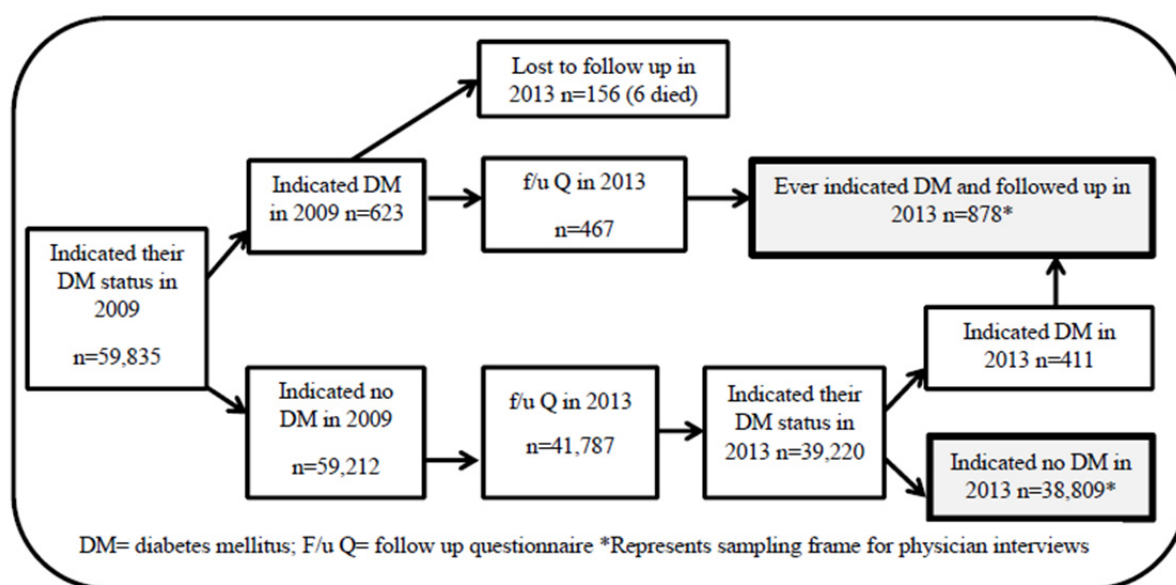 Lost to follow up in
2013 n=156 (6 died)
Indicated DM
in 2009 n=623
f/u Q in 2013
n=467
Ever indicated DM and followed up in
2013 n=878*
Indicated their
DM status in
2009
n=59,835
Indicated no
DM in 2009
n=59,212
f/u Q in 2013
n=41,787
Indicated their
DM status in
2013 n=39,220
Indicated DM in
2013 n=411
Indicated no DM in
2013 n=38,809*
DM= diabetes mellitus; F/u Q= follow up questionnaire *Represents sampling frame for physician interviews